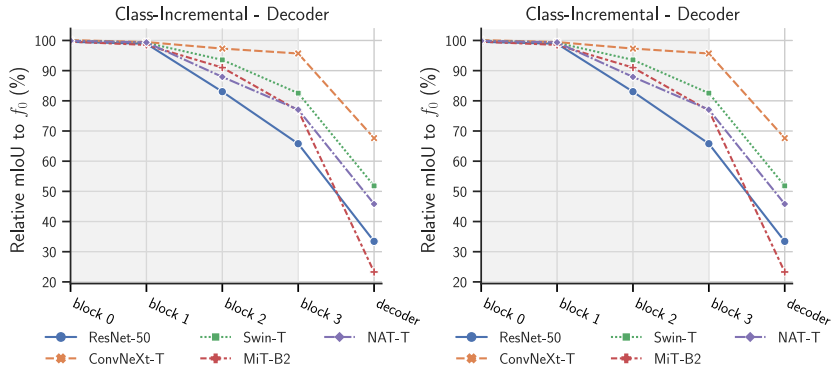 Class-Incremental - Decoder
Relative mIoU to f₀ (%)
100
90
80
70
60
50
40
30
20
block 0
block 1
block 2
block 3
decoder
ResNet-50
Swin-T
NAT-T
ConvNeXt-T
MiT-B2
Class-Incremental - Decoder
Relative mIoU to f₀ (%)
100
90
80
70
60
50
40
30
20
block 0
block 1
block 2
block 3
decoder
ResNet-50
Swin-T
NAT-T
ConvNeXt-T
MiT-B2